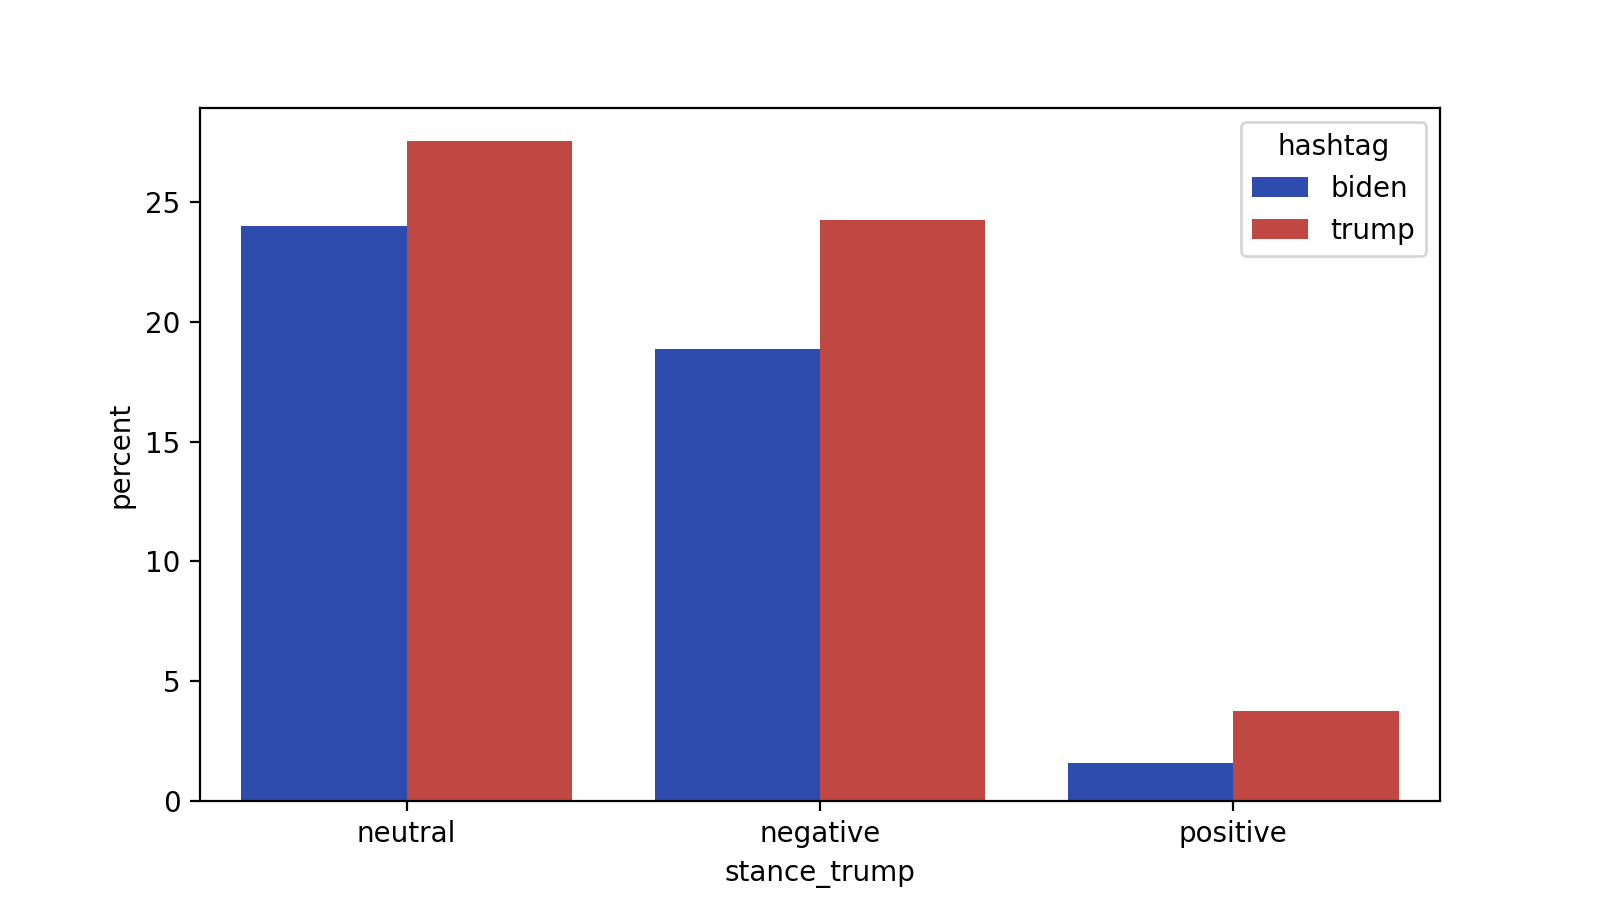 hashtag
biden
trump
percent
25
20
15
10
5
0
neutral negative positive
stance_trump